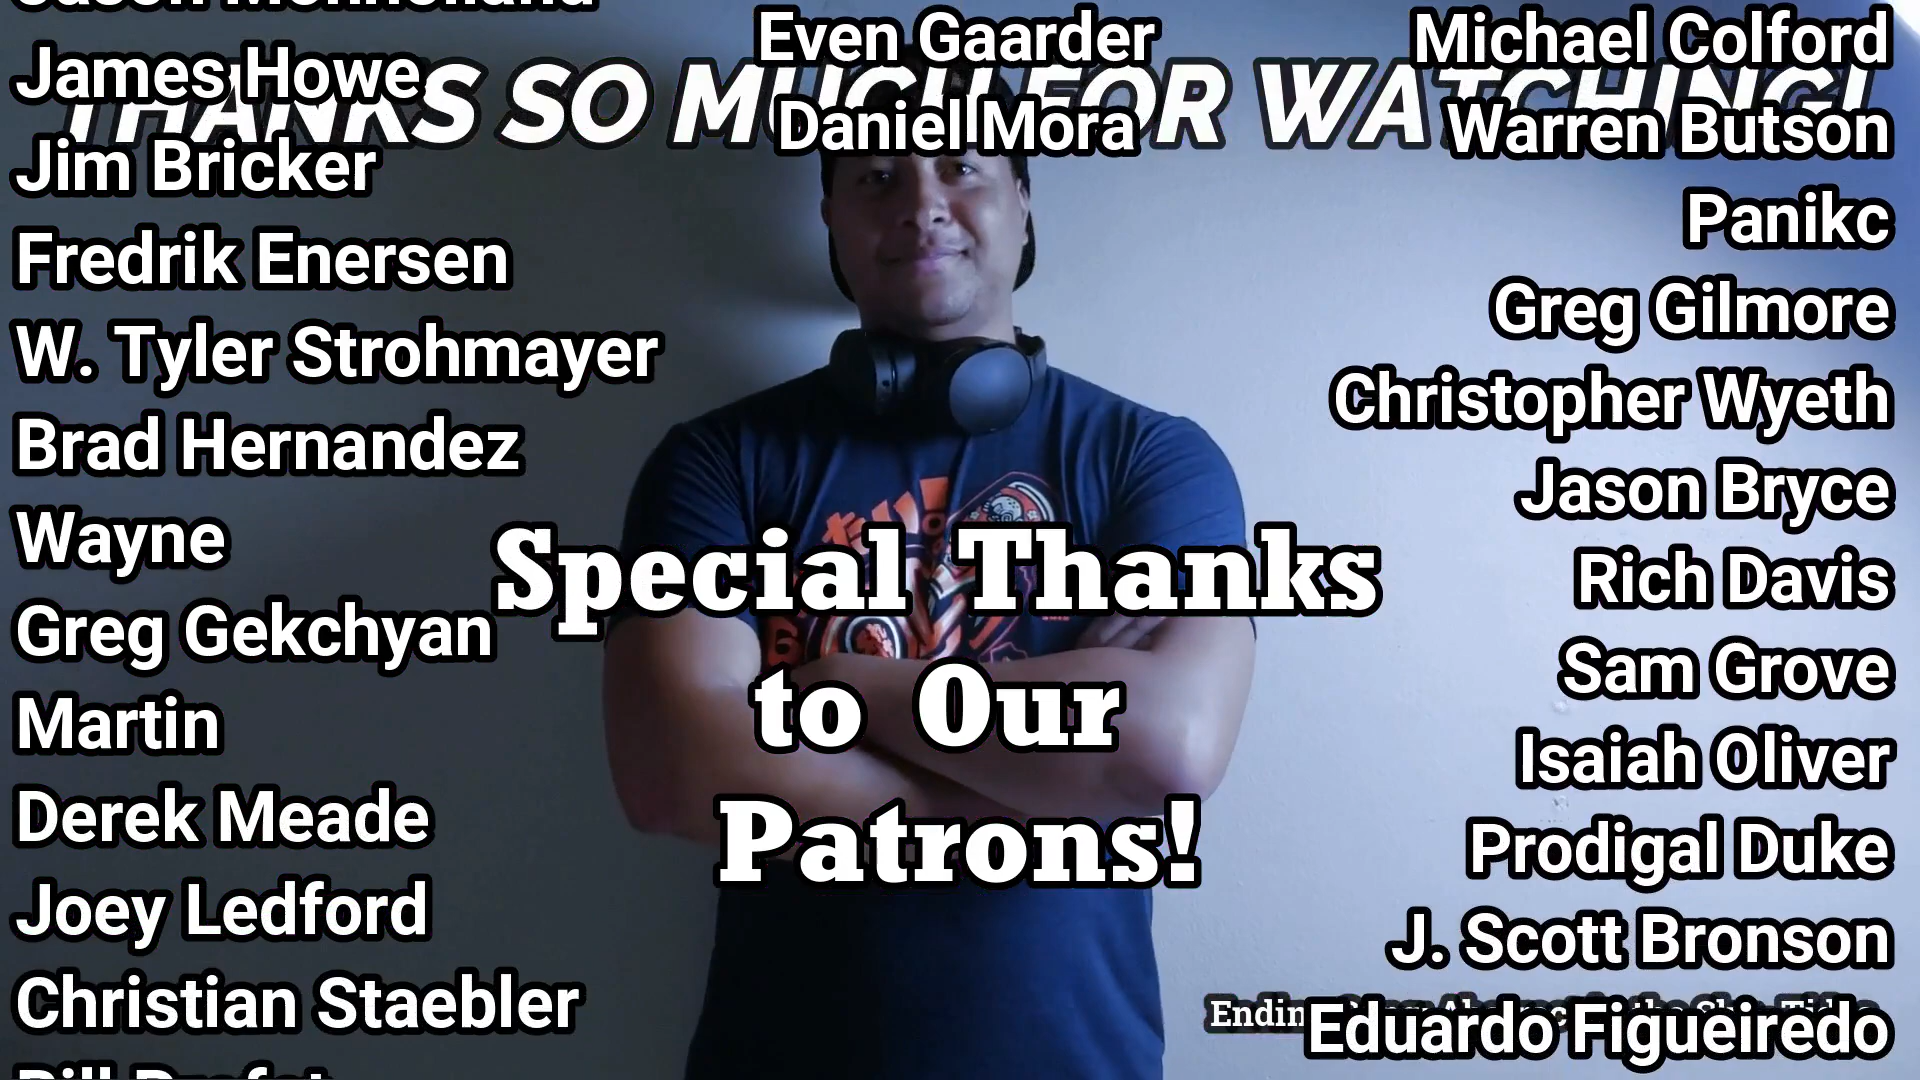 James Howe
Jim Bricker
Fredrik Enersen
W. Tyler Strohmayer
Brad Hernandez
Wayne
Greg Gekchyan
Martin
Derek Meade
Joey Ledford
Christian Staebler
Even Gaarder
Daniel Mora
THANKS SO MUCH FOR WATCHING!
Special Thanks
to Our
Patrons!
Michael Colford
Warren Butson
Panikc
Greg Gilmore
Christopher Wyeth
Jason Bryce
Rich Davis
Sam Grove
Isaiah Oliver
Prodigal Duke
J. Scott Bronson
Eduardo Figueiredo